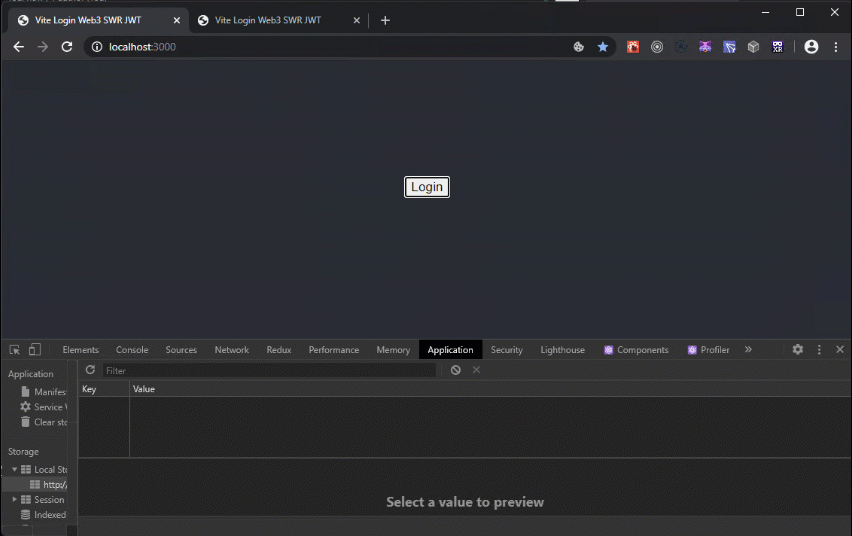 Vite Login Web3 SWR JWT
Vite Login Web3 SWR JWT
localhost:3000
Login
Elements Console Sources Network Redux Performance Memory Application Security Lighthouse Components Profiler
Application
Manifes
Service
Clear sto
Storage
Local Sto
http:/
Session
Indexed
Filter
Key Value
Select a value to preview